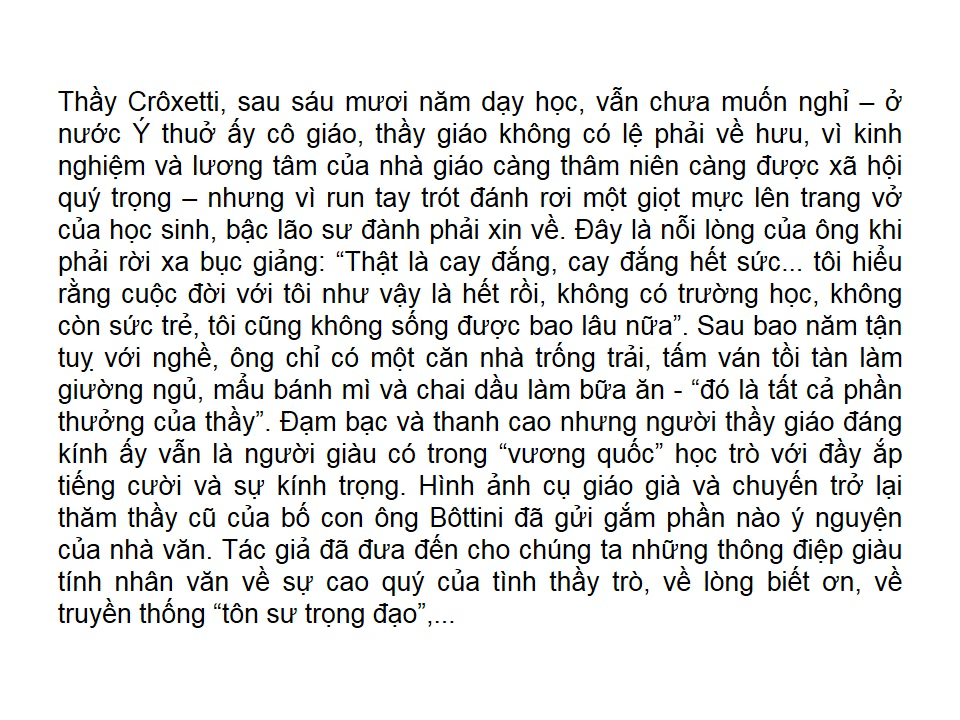 Thầy Crôxetti, sau sáu mươi năm dạy học, vẫn chưa muốn nghỉ – ở
nước Ý thuở ấy cô giáo, thầy giáo không có lệ phải về hưu, vì kinh
nghiệm và lương tâm của nhà giáo càng thâm niên càng được xã hội
quý trọng – nhưng vì run tay trót đánh rơi một giọt mực lên trang vở
của học sinh, bậc lão sư đành phải xin về. Đây là nỗi lòng của ông khi
phải rời xa bục giảng: “Thật là cay đắng, cay đắng hết sức... tôi hiểu
rằng cuộc đời với tôi như vậy là hết rồi, không có trường học, không
còn sức trẻ, tôi cũng không sống được bao lâu nữa”. Sau bao năm tận
tuỵ với nghề, ông chỉ có một căn nhà trống trải, tấm ván tồi tàn làm
giường ngủ, mẩu bánh mì và chai dầu làm bữa ăn - “đó là tất cả phần
thưởng của thầy”. Đạm bạc và thanh cao nhưng người thầy giáo đáng
kính ấy vẫn là người giàu có trong “vương quốc” học trò với đầy ắp
tiếng cười và sự kính trọng. Hình ảnh cụ giáo già và chuyến trở lại
thăm thầy cũ của bố con ông Bôttini đã gửi gắm phần nào ý nguyện
của nhà văn. Tác giả đã đưa đến cho chúng ta những thông điệp giàu
tính nhân văn về sự cao quý của tình thầy trò, về lòng biết ơn, về
truyền thống “tôn sư trọng đạo”,...